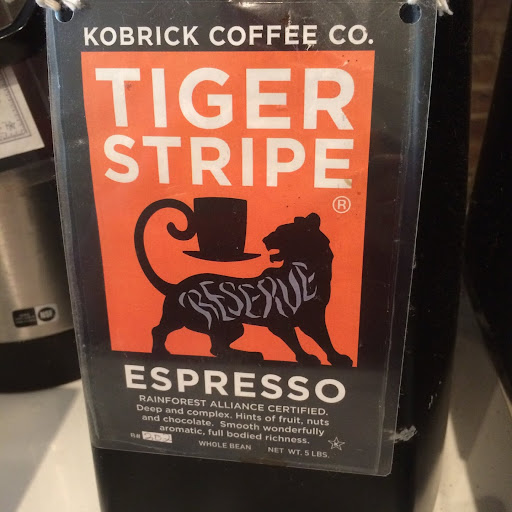 KOBRICK COFFEE CO.
TIGER
STRIPE
®
RESERVE
ESPRESSO
RAINFOREST ALLIANCE CERTIFIED.
Deep and complex. Hints of fruit, nuts
and chocolate. Smooth wonderfully
aromatic, full bodied richness.
WHOLE BEAN NET WT. 5 LBS.
NSF